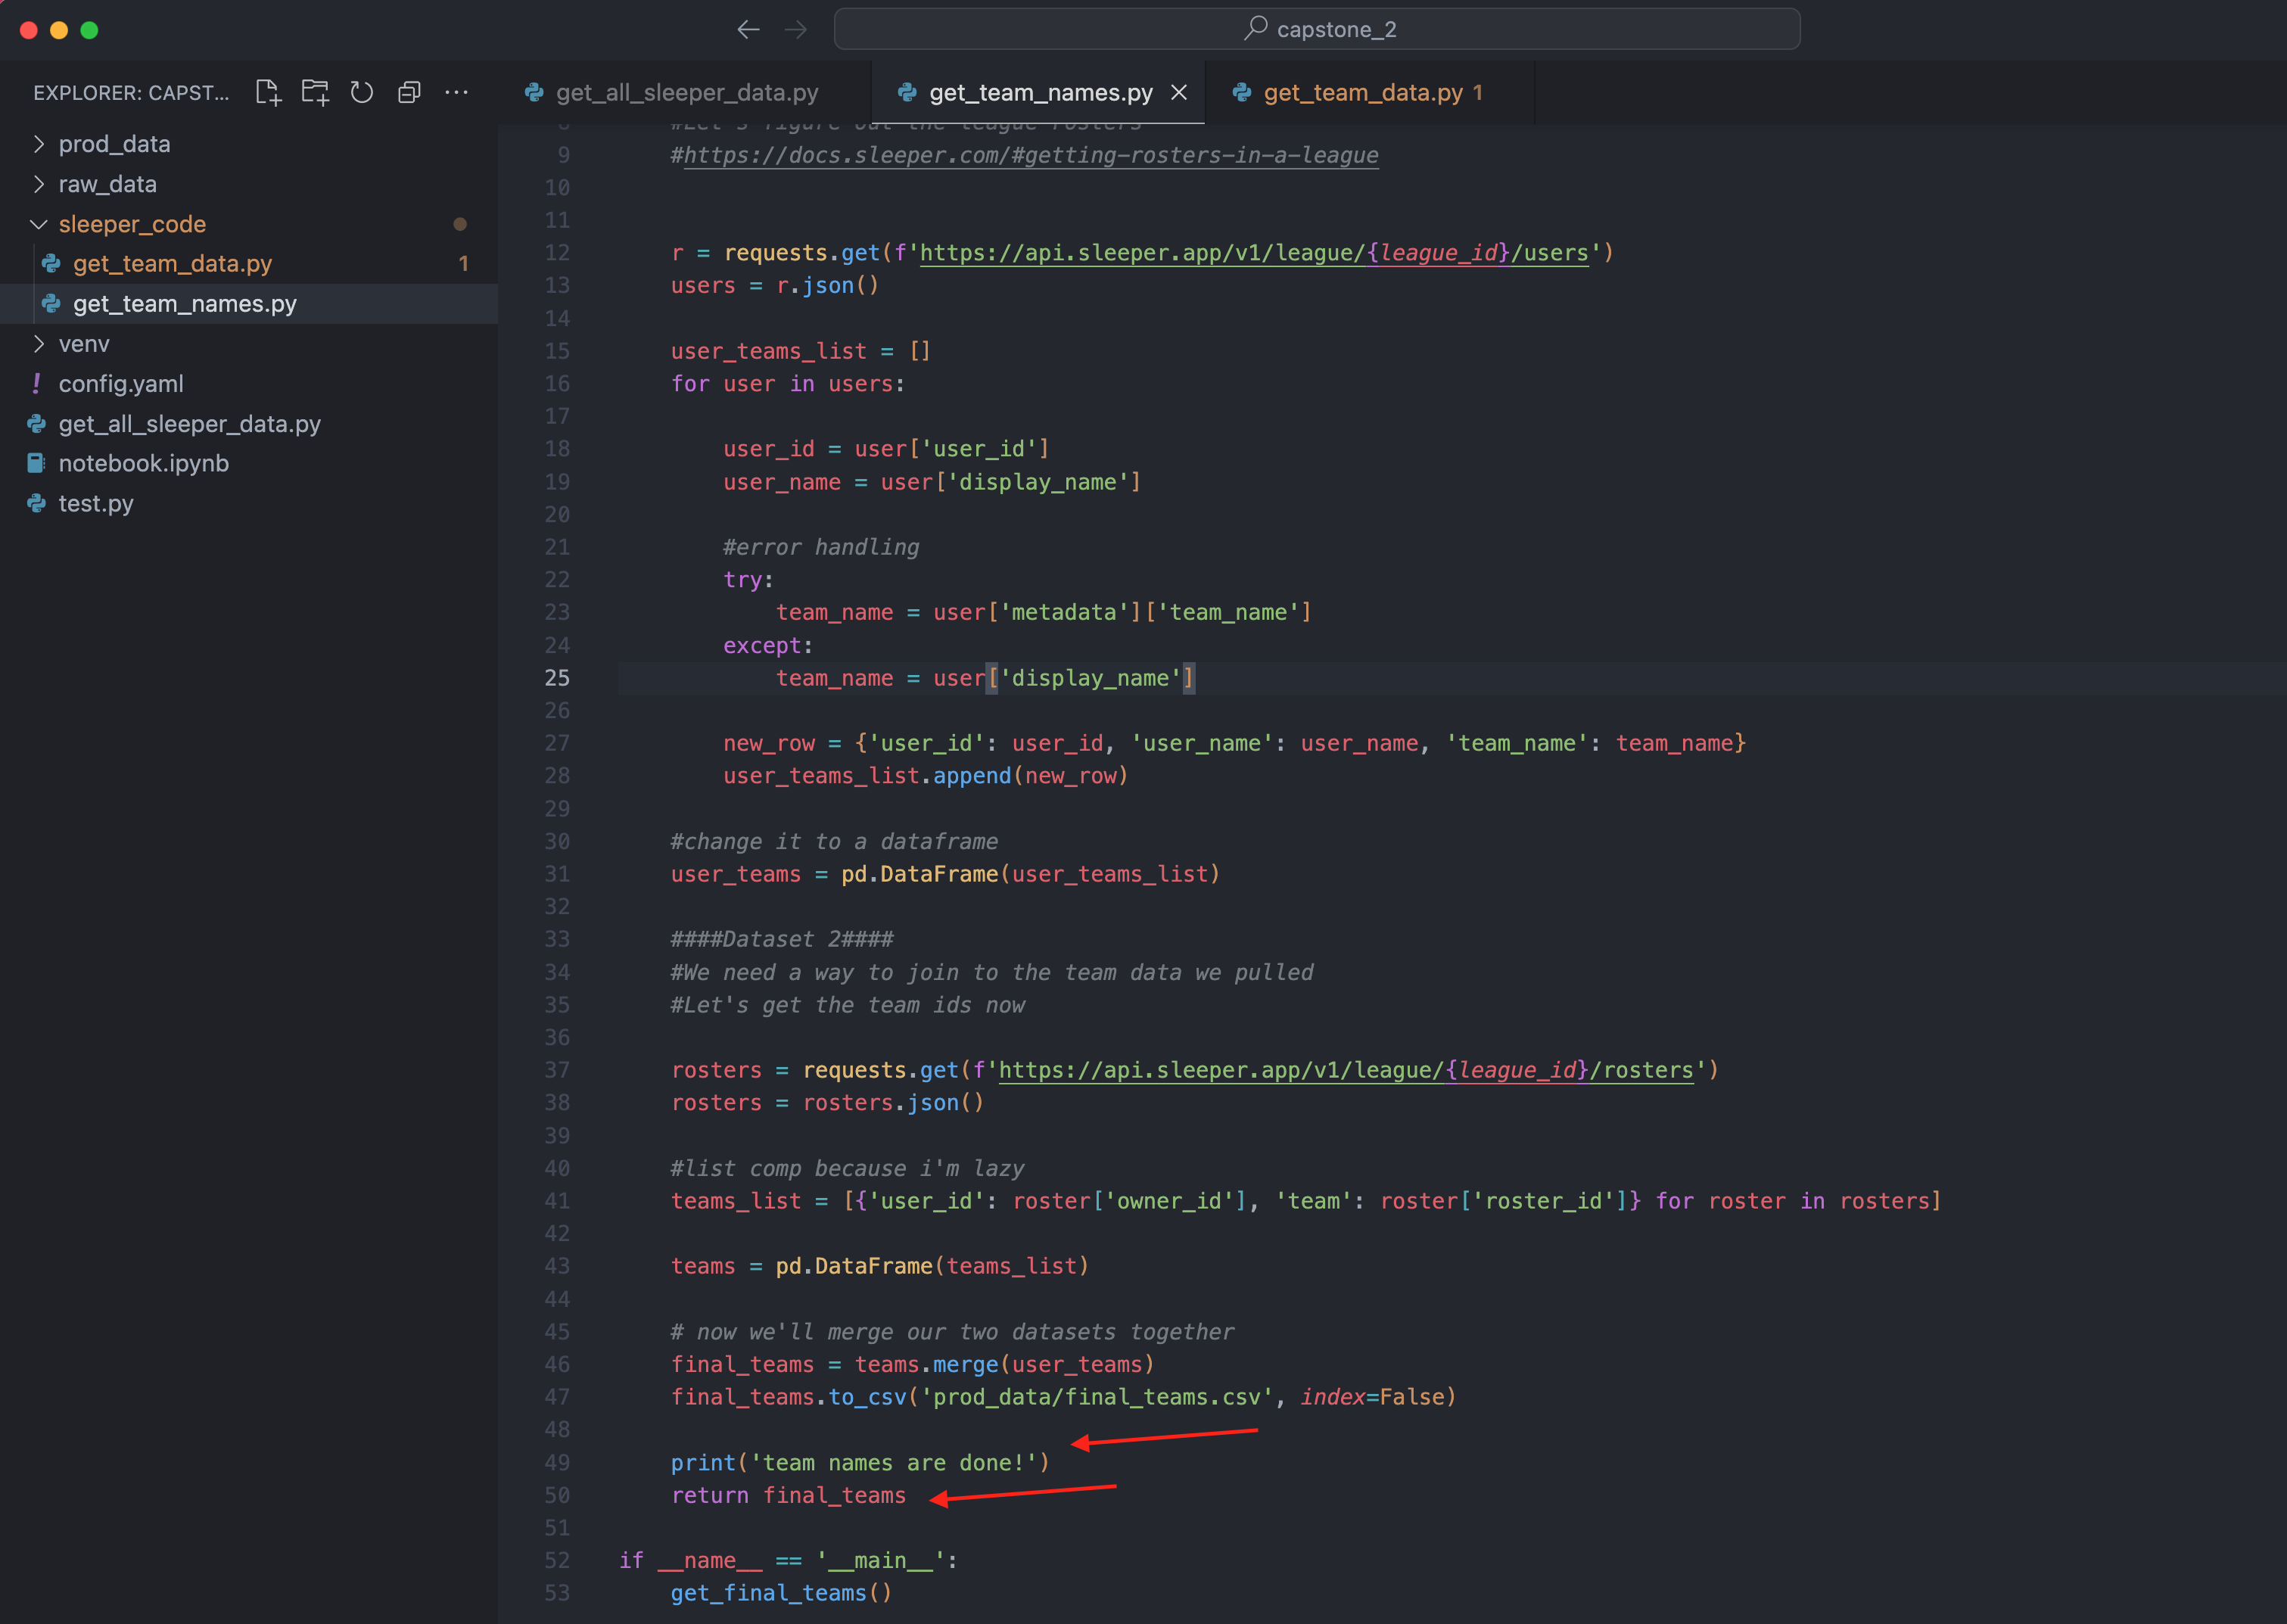 capstone_2
EXPLORER: CAPST...
prod_data
raw_data
sleeper_code
get_team_data.py 1
get_team_names.py
venv
config.yaml
get_all_sleeper_data.py
notebook.ipynb
test.py
get_all_sleeper_data.py
get_team_names.py
get_team_data.py 1
8 #Let's figure out the league rosters
9 #https://docs.sleeper.com/#getting-rosters-in-a-league
10
11
12 r = requests.get(f'https://api.sleeper.app/v1/league/{league_id}/users')
13 users = r.json()
14
15 user_teams_list = []
16 for user in users:
17
18 user_id = user['user_id']
19 user_name = user['display_name']
20
21 #error handling
22 try:
23 team_name = user['metadata']['team_name']
24 except:
25 team_name = user['display_name']
26
27 new_row = {'user_id': user_id, 'user_name': user_name, 'team_name': team_name}
28 user_teams_list.append(new_row)
29
30 #change it to a dataframe
31 user_teams = pd.DataFrame(user_teams_list)
32
33 ####Dataset 2####
34 #We need a way to join to the team data we pulled
35 #Let's get the team ids now
36
37 rosters = requests.get(f'https://api.sleeper.app/v1/league/{league_id}/rosters')
38 rosters = rosters.json()
39
40 #list comp because i'm lazy
41 teams_list = [{'user_id': roster['owner_id'], 'team': roster['roster_id']} for roster in rosters]
42
43 teams = pd.DataFrame(teams_list)
44
45 # now we'll merge our two datasets together
46 final_teams = teams.merge(user_teams)
47 final_teams.to_csv('prod_data/final_teams.csv', index=False)
48
49 print('team names are done!')
50 return final_teams
51
52 if __name__ == '__main__':
53 get_final_teams()